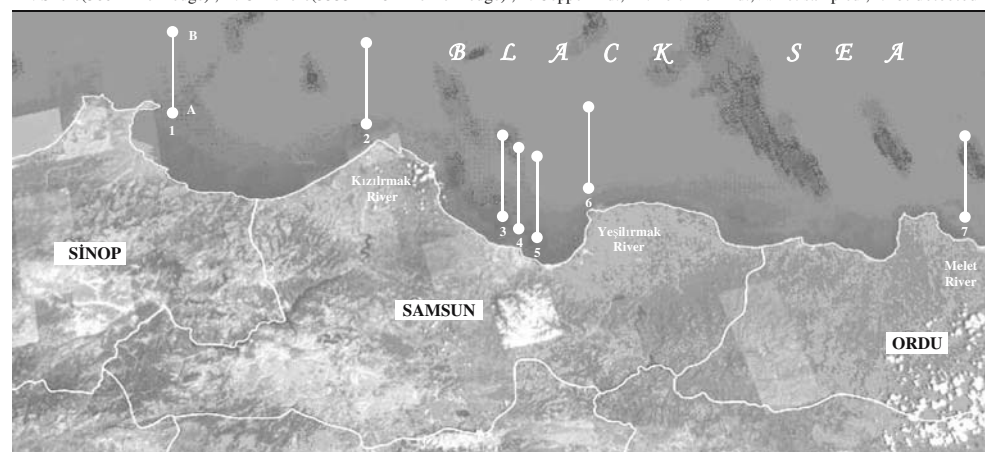 B
B L A C K S E A
A
1
2
Kızılırmak
River
3
4
5
6
Yeşilırmak
River
7
Melet
River
SİNOP
SAMSUN
ORDU